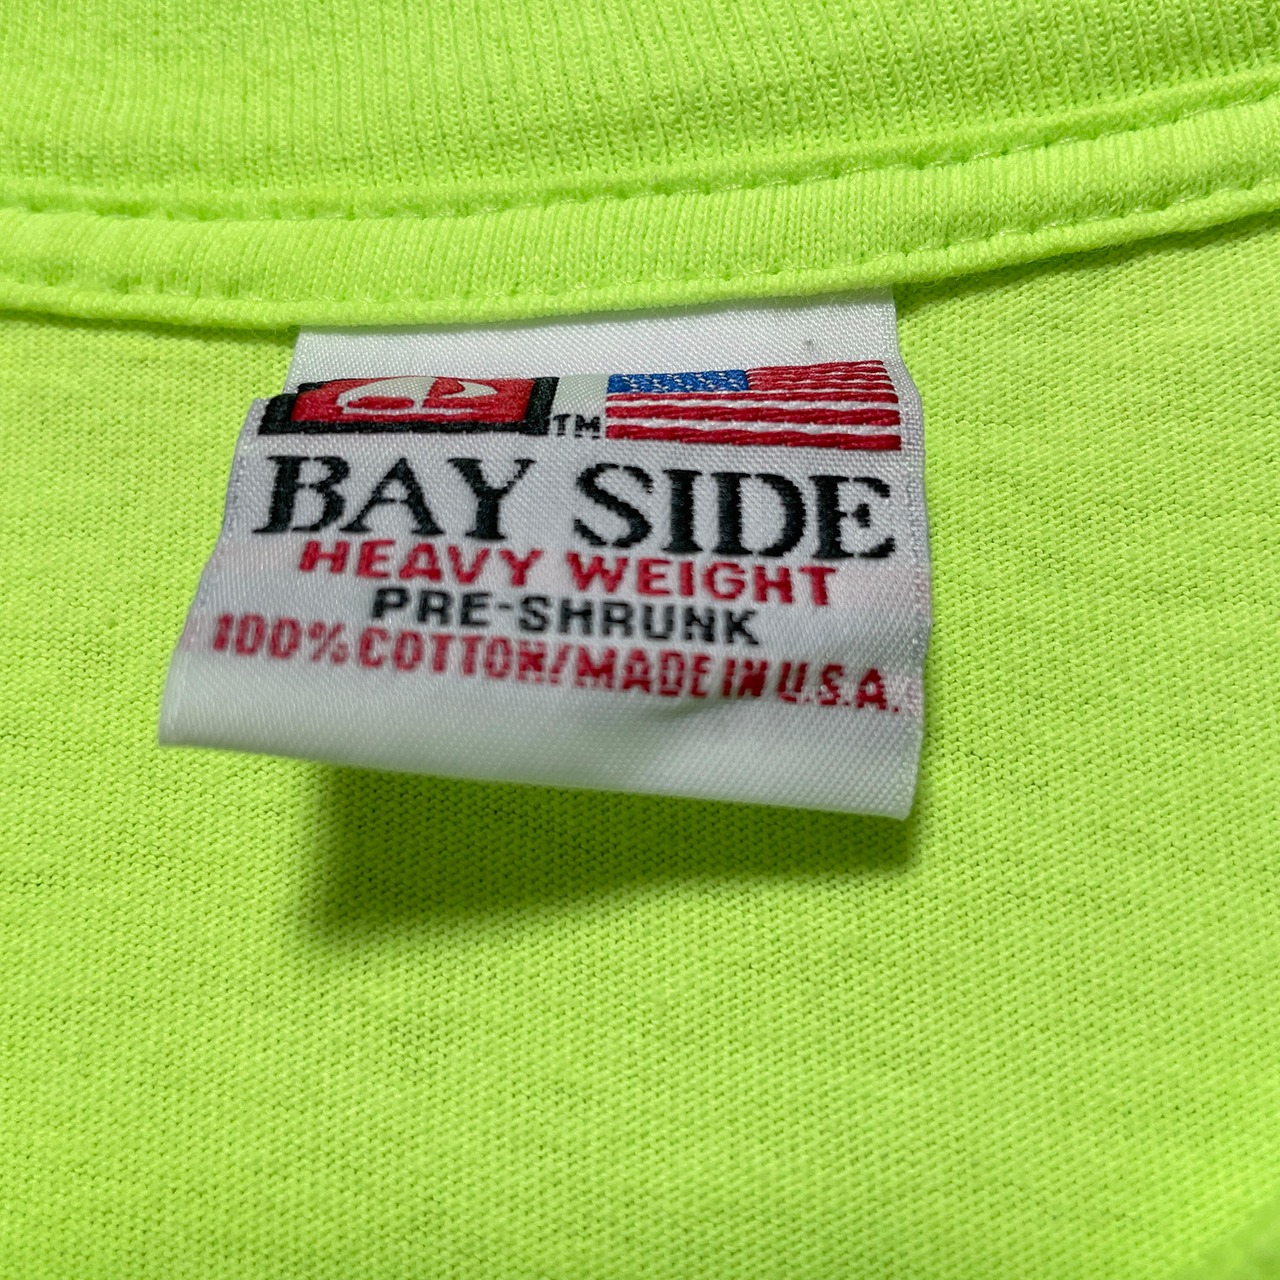 TM
BAY SIDE
HEAVY WEIGHT
PRE-SHRUNK
100% COTTON/MADE IN U.S.A.